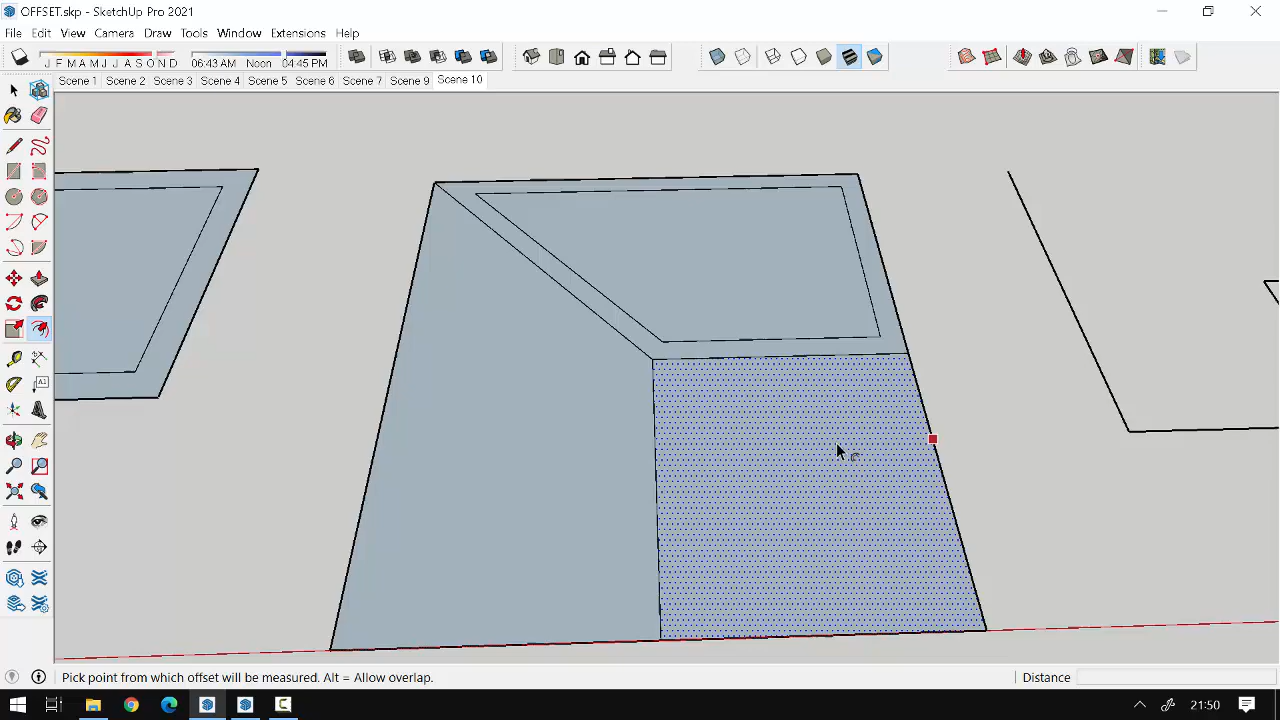 OFFSET.skp - SketchUp Pro 2021
File Edit View Camera Draw Tools Window Extensions Help
J F M A M J J A S O N D 06:43 AM Noon 04:45 PM
Scene 1 Scene 2 Scene 3 Scene 4 Scene 5 Scene 6 Scene 7 Scene 9 Scene 10
A1
Pick point from which offset will be measured. Alt = Allow overlap. Distance
21:50